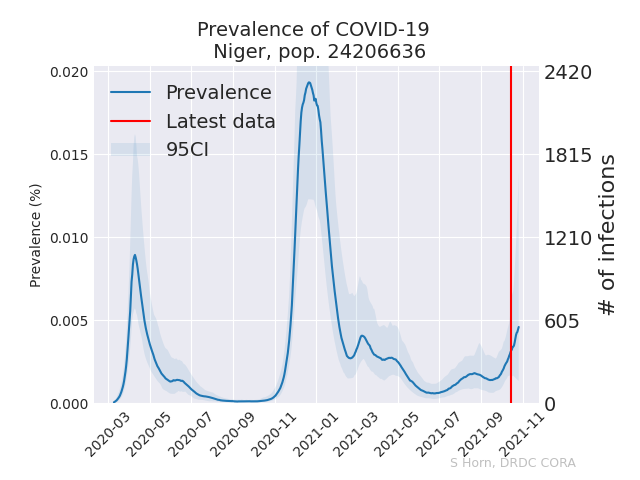 Prevalence of COVID-19
Niger, pop. 24206636
Prevalence
Latest data
95CI
Prevalence (%)
0.020
0.015
0.010
0.005
0.000
2420
1815
1210
605
0
# of infections
2020-03
2020-05
2020-07
2020-09
2020-11
2021-01
2021-03
2021-05
2021-07
2021-09
2021-11
S Horn, DRDC CORA